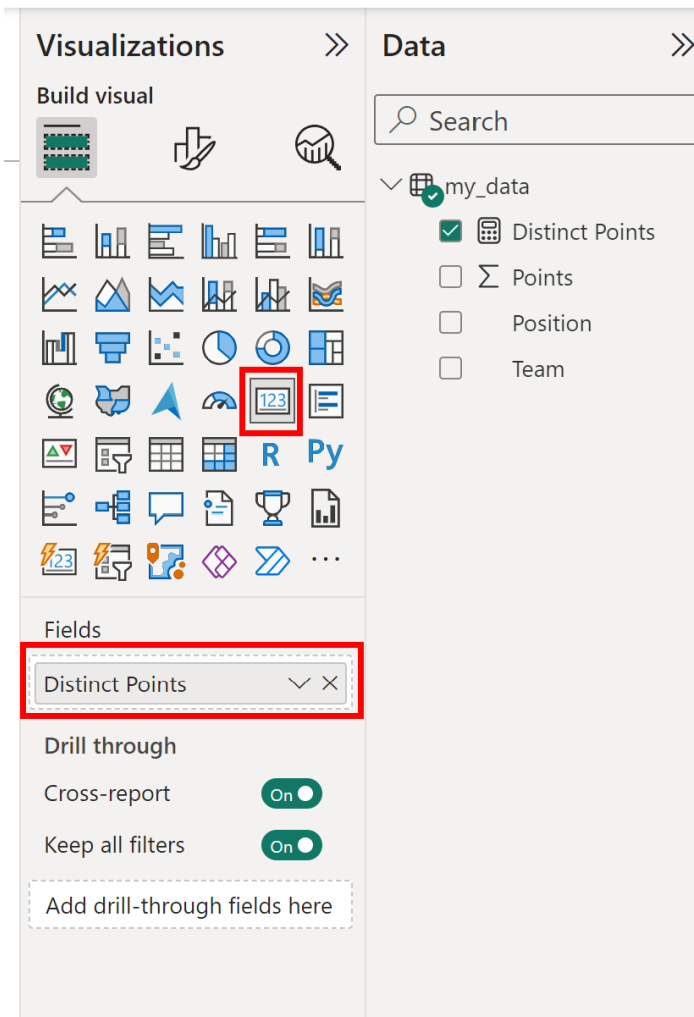 Visualizations
Build visual
123
R
Py
123
...
Fields
Distinct Points
Drill through
Cross-report
On
Keep all filters
On
Add drill-through fields here
Data
Search
my_data
Distinct Points
Σ Points
Position
Team